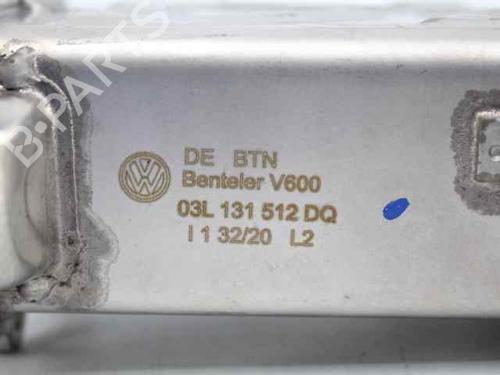 B-PARTS
DE BTN
Benteler V600
03L 131 512 DQ
I 1 32/20 L2